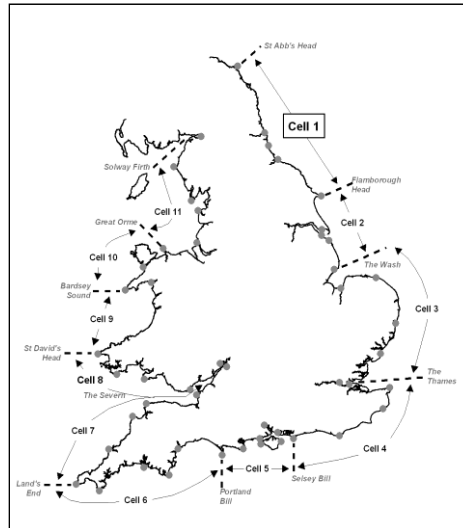 St Abb's Head
Cell 1
Solway Firth
Flamborough
Head
Great Orme
Cell 11
Cell 2
Cell 10
The Wash
Bardsey
Sound
Cell 9
Cell 3
St David's
Head
Cell 8
The Severn
The
Thames
Cell 7
Cell 4
Land's
End
Cell 6
Cell 5
Selsey Bill
Portland
Bill